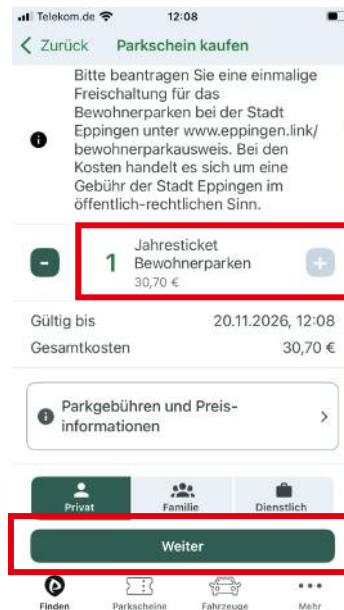 Telekom.de 12:08
Zurück Parkschein kaufen
Bitte beantragen Sie eine einmalige
Freischaltung für das
Bewohnerparken bei der Stadt
Eppingen unter www.eppingen.link/
bewohnerparkausweis. Bei den
Kosten handelt es sich um eine
Gebühr der Stadt Eppingen im
öffentlich-rechtlichen Sinn.
- 1 Jahresticket +
Bewohnerparken
30,70 €
Gültig bis 20.11.2026, 12:08
Gesamtkosten 30,70 €
Parkgebühren und Preis-
informationen
Privat Familie Dienstlich
Weiter
Finden Parkscheine Fahrzeuge Mehr